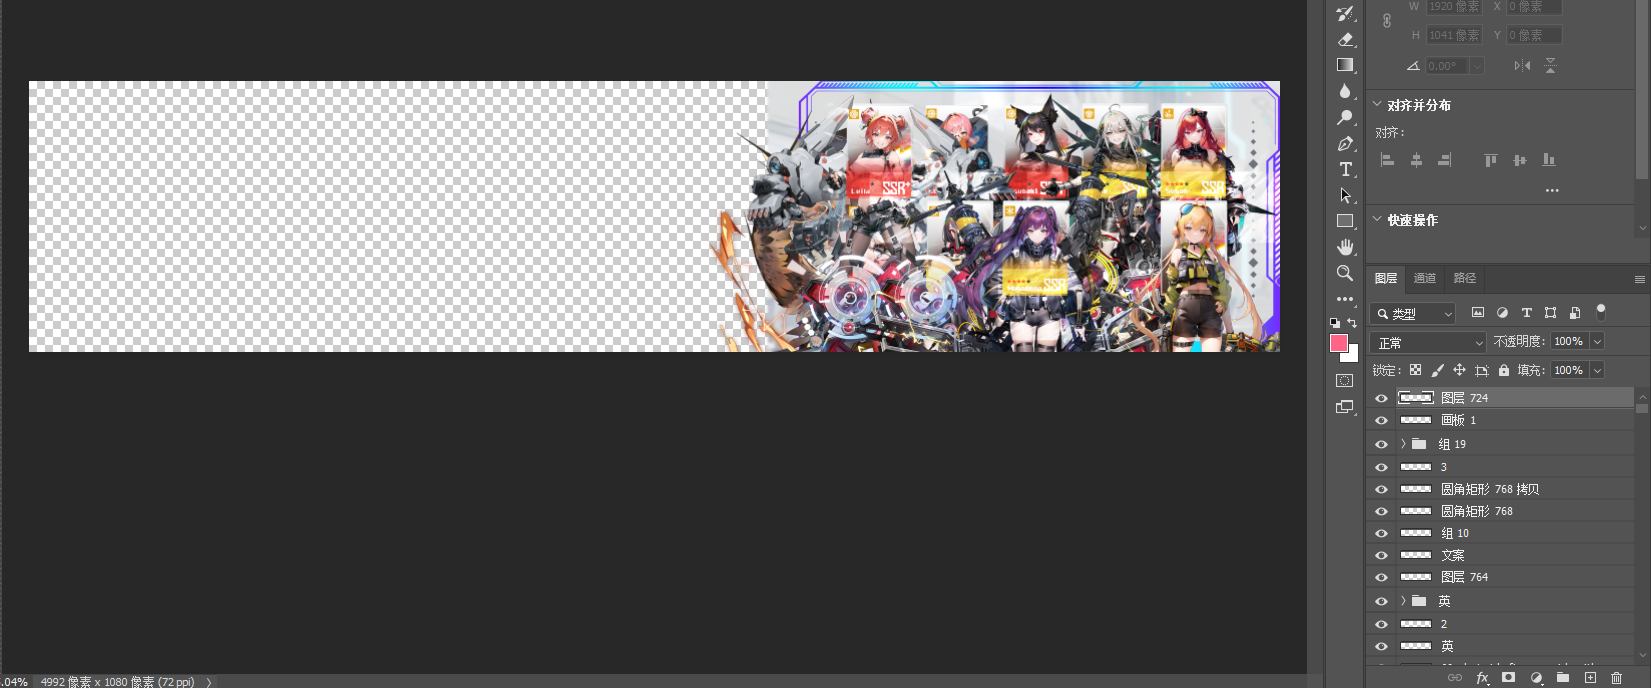 W 1920 像素 X 0 像素
H 1041 像素 Y 0 像素
0.00°
对齐并分布
对齐:
快速操作
图层 通道 路径
类型
正常 不透明度: 100%
锁定: 填充: 100%
图层 724
画板 1
组 19
3
圆角矩形 768 拷贝
圆角矩形 768
组 10
文案
图层 764
英
2
英
Leila SSR+
SSR
SSR
SSR
.04% 4992 像素 x 1080 像素 (72 ppi)